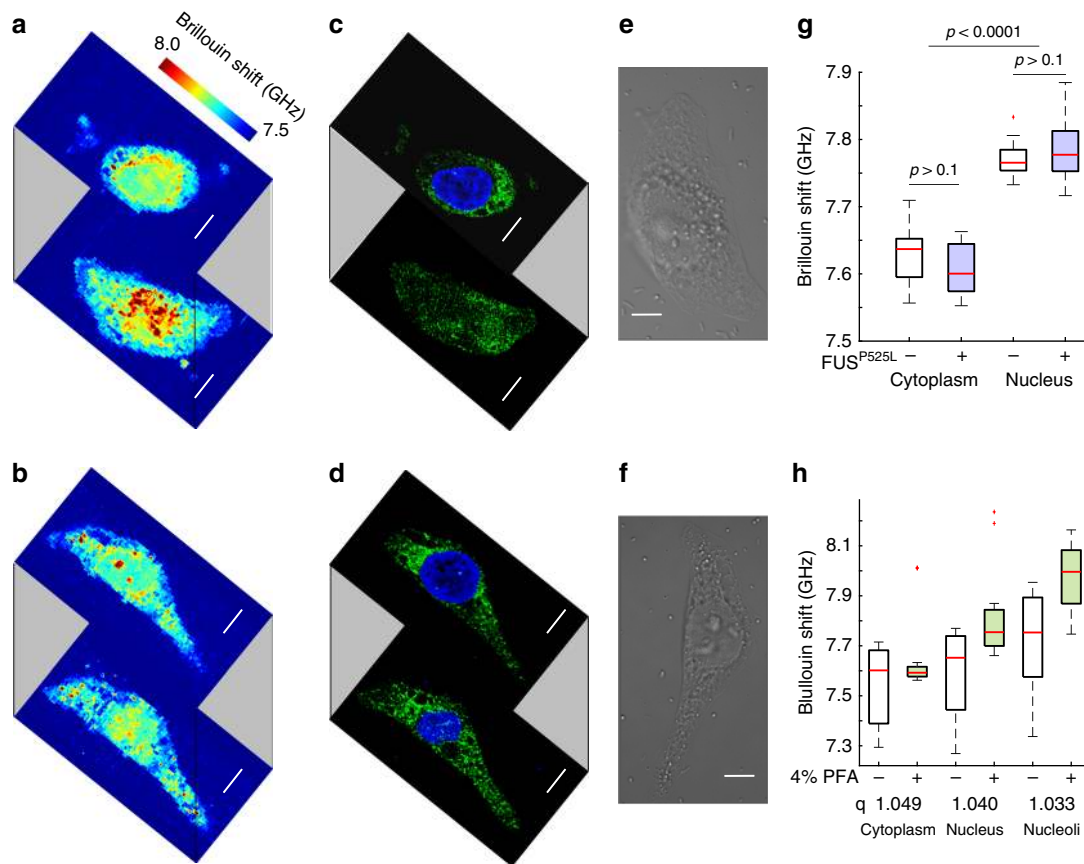 a
Brillouin shift (GHz)
8.0
7.5
c
e
g
p < 0.0001
p > 0.1
p > 0.1
Brillouin shift (GHz)
7.9
7.8
7.7
7.6
7.5
FUS^P525L
− + − +
Cytoplasm Nucleus
b
d
f
h
Blullouin shift (GHz)
8.1
7.9
7.7
7.5
7.3
4% PFA − + − + − +
q 1.049 1.040 1.033
Cytoplasm Nucleus Nucleoli